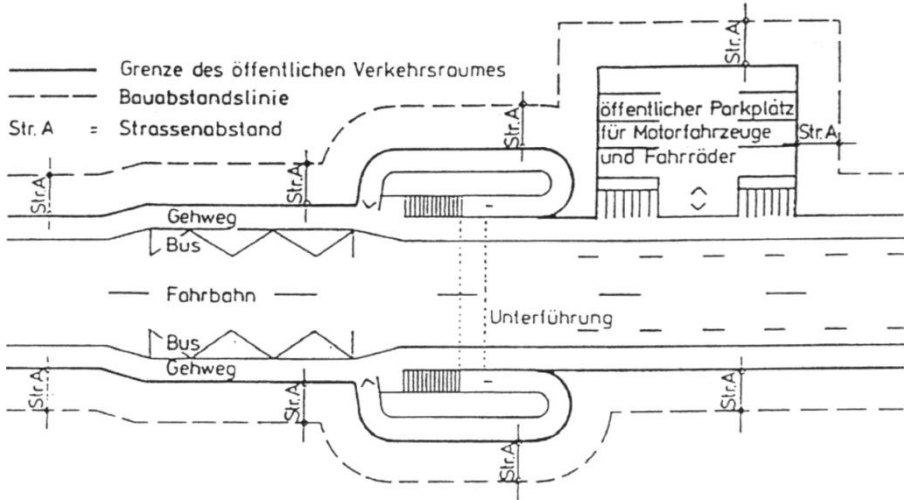 Grenze des öffentlichen Verkehrsraumes
Bauabstandslinie
Str. A = Strassenabstand
Str.A
Str.A
Str.A
Str.A
öffentlicher Parkplatz
für Motorfahrzeuge
und Fahrräder
Str.A
Gehweg
Bus
Fahrbahn
Unterführung
Bus
Gehweg
Str.A
Str.A
Str.A
Str.A